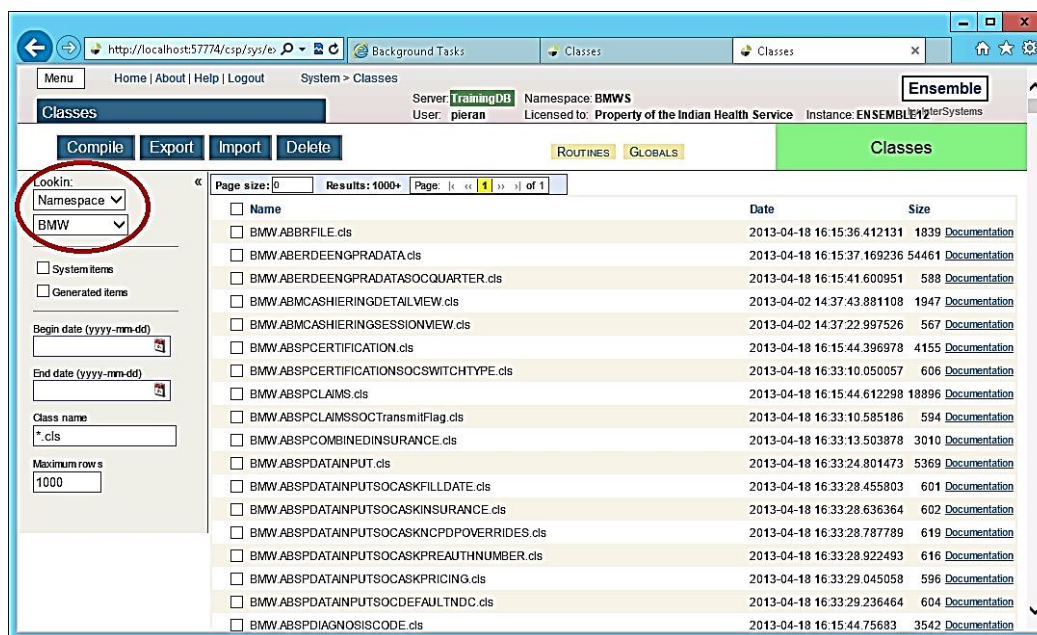 http://localhost:57774/csp/sys/e
Background Tasks
Classes
Classes
Menu
Home | About | Help | Logout
System > Classes
Server: TrainingDB Namespace: BMWS
User: pieran Licensed to: Property of the Indian Health Service Instance: ENSEMBLE12
Ensemble
InterSystems
Classes
Compile
Export
Import
Delete
ROUTINES
GLOBALS
Classes
Lookin:
Namespace
BMW
System items
Generated items
Begin date (yyyy-mm-dd)
End date (yyyy-mm-dd)
Class name
*.cls
Maximum rows
1000
«
Page size: 0 Results: 1000+ Page: |‹ ‹‹ 1 ›› ›| of 1
Name Date Size
BMW.ABBRFILE.cls 2013-04-18 16:15:36.412131 1839 Documentation
BMW.ABERDEENGPRADATA.cls 2013-04-18 16:15:37.169236 54461 Documentation
BMW.ABERDEENGPRADATASOCQUARTER.cls 2013-04-18 16:15:41.600951 588 Documentation
BMW.ABMCASHIERINGDETAILVIEW.cls 2013-04-02 14:37:43.881108 1947 Documentation
BMW.ABMCASHIERINGSESSIONVIEW.cls 2013-04-02 14:37:22.997526 567 Documentation
BMW.ABSPCERTIFICATION.cls 2013-04-18 16:15:44.396978 4155 Documentation
BMW.ABSPCERTIFICATIONSOCSWITCHTYPE.cls 2013-04-18 16:33:10.050057 606 Documentation
BMW.ABSPCLAIMS.cls 2013-04-18 16:15:44.612298 18896 Documentation
BMW.ABSPCLAIMSSOCTransmitFlag.cls 2013-04-18 16:33:10.585186 594 Documentation
BMW.ABSPCOMBINEDINSURANCE.cls 2013-04-18 16:33:13.503878 3010 Documentation
BMW.ABSPDATAINPUT.cls 2013-04-18 16:33:24.801473 5369 Documentation
BMW.ABSPDATAINPUTSOCASKFILLDATE.cls 2013-04-18 16:33:28.455803 601 Documentation
BMW.ABSPDATAINPUTSOCASKINSURANCE.cls 2013-04-18 16:33:28.636364 602 Documentation
BMW.ABSPDATAINPUTSOCASKNCPDPOVERRIDES.cls 2013-04-18 16:33:28.787789 619 Documentation
BMW.ABSPDATAINPUTSOCASKPREAUTHNUMBER.cls 2013-04-18 16:33:28.922493 616 Documentation
BMW.ABSPDATAINPUTSOCASKPRICING.cls 2013-04-18 16:33:29.045058 596 Documentation
BMW.ABSPDATAINPUTSOCDEFAULTNDC.cls 2013-04-18 16:33:29.236464 604 Documentation
BMW.ABSPDIAGNOSISCODE.cls 2013-04-18 16:15:44.75683 3542 Documentation